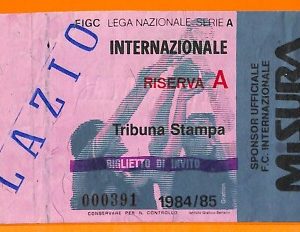 LAZIO
FIGC LEGA NAZIONALE SERIE A
INTERNAZIONALE
RISERVA A
Tribuna Stampa
BIGLIETTO DI INVITO
000391 1984/85
CONSERVARE PER IL CONTROLLO
SPONSOR UFFICIALE
F.C. INTERNAZIONALE
MISURA